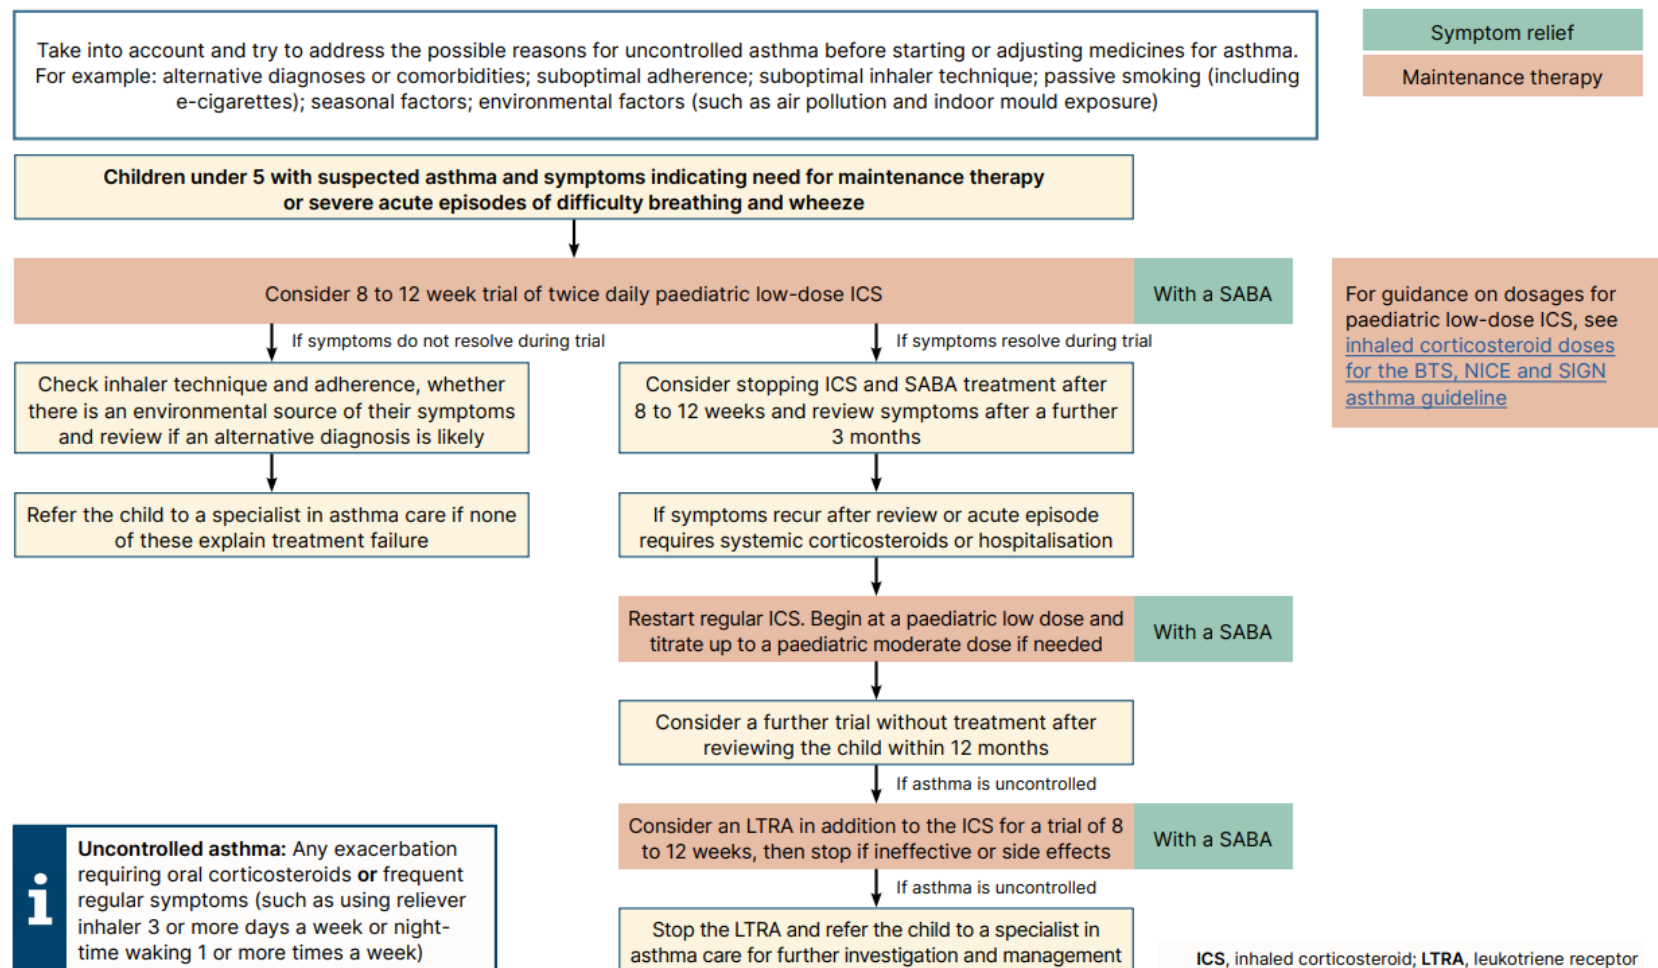 Take into account and try to address the possible reasons for uncontrolled asthma before starting or adjusting medicines for asthma.
For example: alternative diagnoses or comorbidities; suboptimal adherence; suboptimal inhaler technique; passive smoking (including
e-cigarettes); seasonal factors; environmental factors (such as air pollution and indoor mould exposure)
Symptom relief
Maintenance therapy
Children under 5 with suspected asthma and symptoms indicating need for maintenance therapy
or severe acute episodes of difficulty breathing and wheeze
Consider 8 to 12 week trial of twice daily paediatric low-dose ICS
With a SABA
For guidance on dosages for
paediatric low-dose ICS, see
inhaled corticosteroid doses
for the BTS, NICE and SIGN
asthma guideline
If symptoms do not resolve during trial
Check inhaler technique and adherence, whether
there is an environmental source of their symptoms
and review if an alternative diagnosis is likely
Refer the child to a specialist in asthma care if none
of these explain treatment failure
If symptoms resolve during trial
Consider stopping ICS and SABA treatment after
8 to 12 weeks and review symptoms after a further
3 months
If symptoms recur after review or acute episode
requires systemic corticosteroids or hospitalisation
Restart regular ICS. Begin at a paediatric low dose and
titrate up to a paediatric moderate dose if needed
With a SABA
Consider a further trial without treatment after
reviewing the child within 12 months
If asthma is uncontrolled
Consider an LTRA in addition to the ICS for a trial of 8
to 12 weeks, then stop if ineffective or side effects
With a SABA
If asthma is uncontrolled
Stop the LTRA and refer the child to a specialist in
asthma care for further investigation and management
i
Uncontrolled asthma: Any exacerbation
requiring oral corticosteroids or frequent
regular symptoms (such as using reliever
inhaler 3 or more days a week or night-
time waking 1 or more times a week)
ICS, inhaled corticosteroid; LTRA, leukotriene receptor